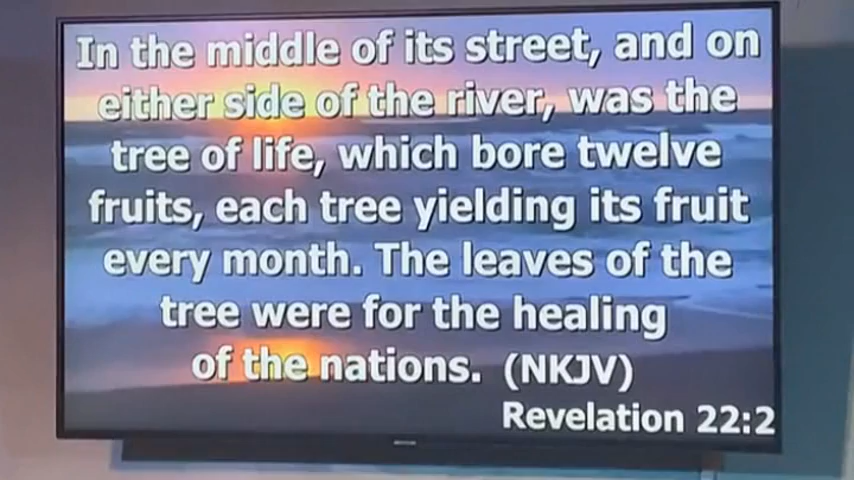 In the middle of its street, and on
either side of the river, was the
tree of life, which bore twelve
fruits, each tree yielding its fruit
every month. The leaves of the
tree were for the healing
of the nations. (NKJV)
Revelation 22:2